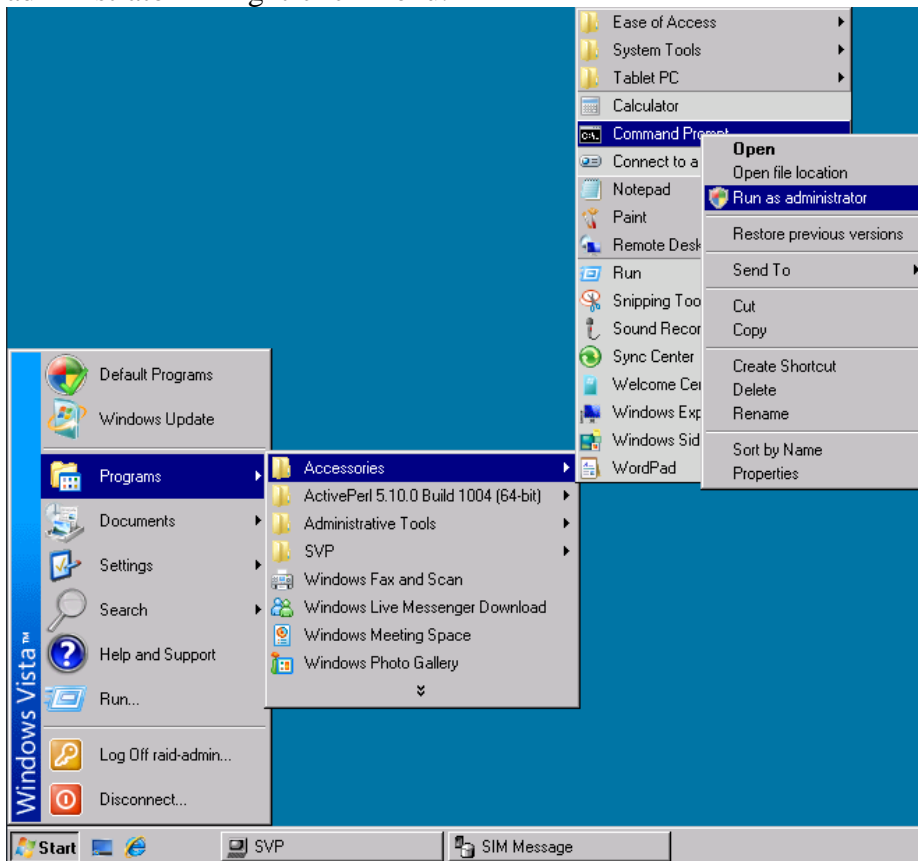 Ease of Access
System Tools
Tablet PC
Calculator
Command Prompt
Connect to a
Notepad
Paint
Remote Desk
Run
Snipping Too
Sound Recor
Sync Center
Welcome Cen
Windows Exp
Windows Sid
WordPad
Open
Open file location
Run as administrator
Restore previous versions
Send To
Cut
Copy
Create Shortcut
Delete
Rename
Sort by Name
Properties
Default Programs
Windows Update
Programs
Documents
Settings
Search
Help and Support
Run...
Log Off raid-admin...
Disconnect...
Windows Vista™
Accessories
ActivePerl 5.10.0 Build 1004 (64-bit)
Administrative Tools
SVP
Windows Fax and Scan
Windows Live Messenger Download
Windows Meeting Space
Windows Photo Gallery
Start
SVP
SIM Message